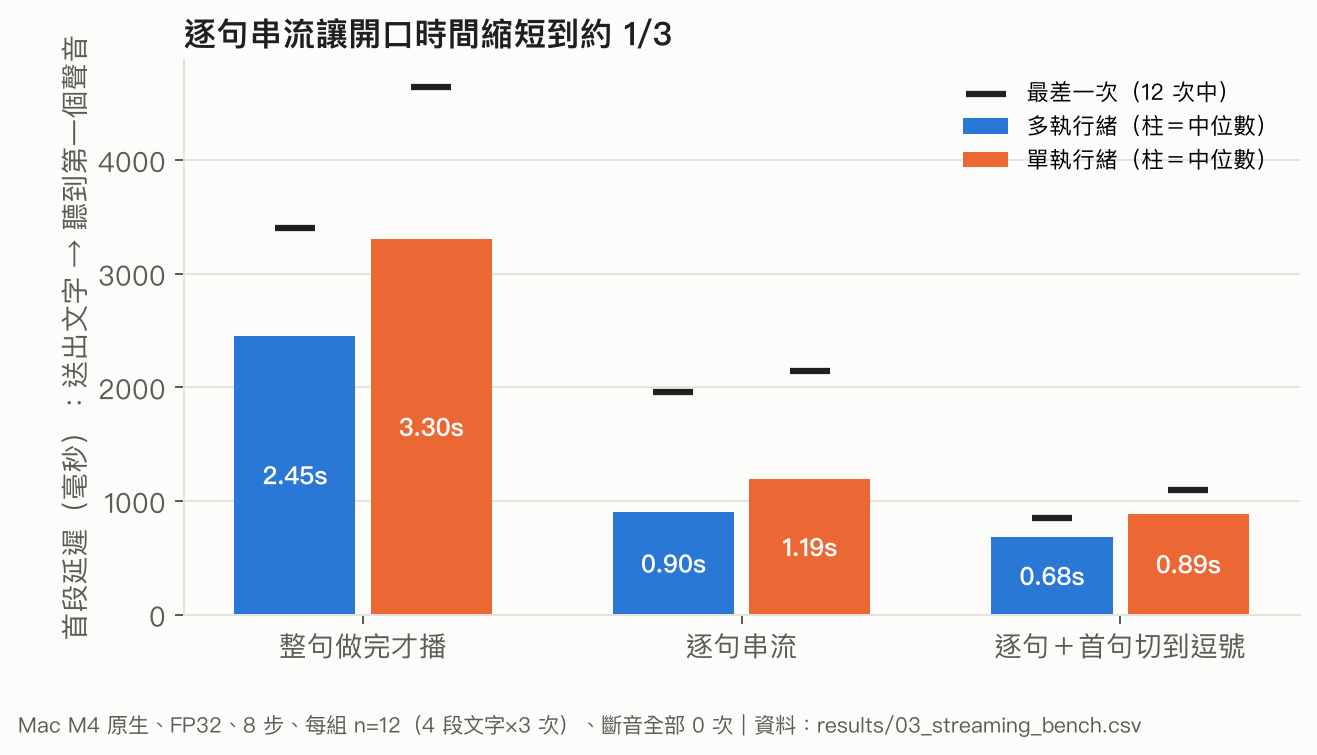 逐句串流讓開口時間縮短到約 1/3
首段延遲（毫秒）：送出文字 → 聽到第一個聲音
最差一次（12 次中）
多執行緒（柱＝中位數）
單執行緒（柱＝中位數）
4000
3000
2000
1000
0
2.45s
3.30s
0.90s
1.19s
0.68s
0.89s
整句做完才播
逐句串流
逐句＋首句切到逗號
Mac M4 原生、FP32、8 步、每組 n=12（4 段文字×3 次）、斷音全部 0 次｜資料：results/03_streaming_bench.csv